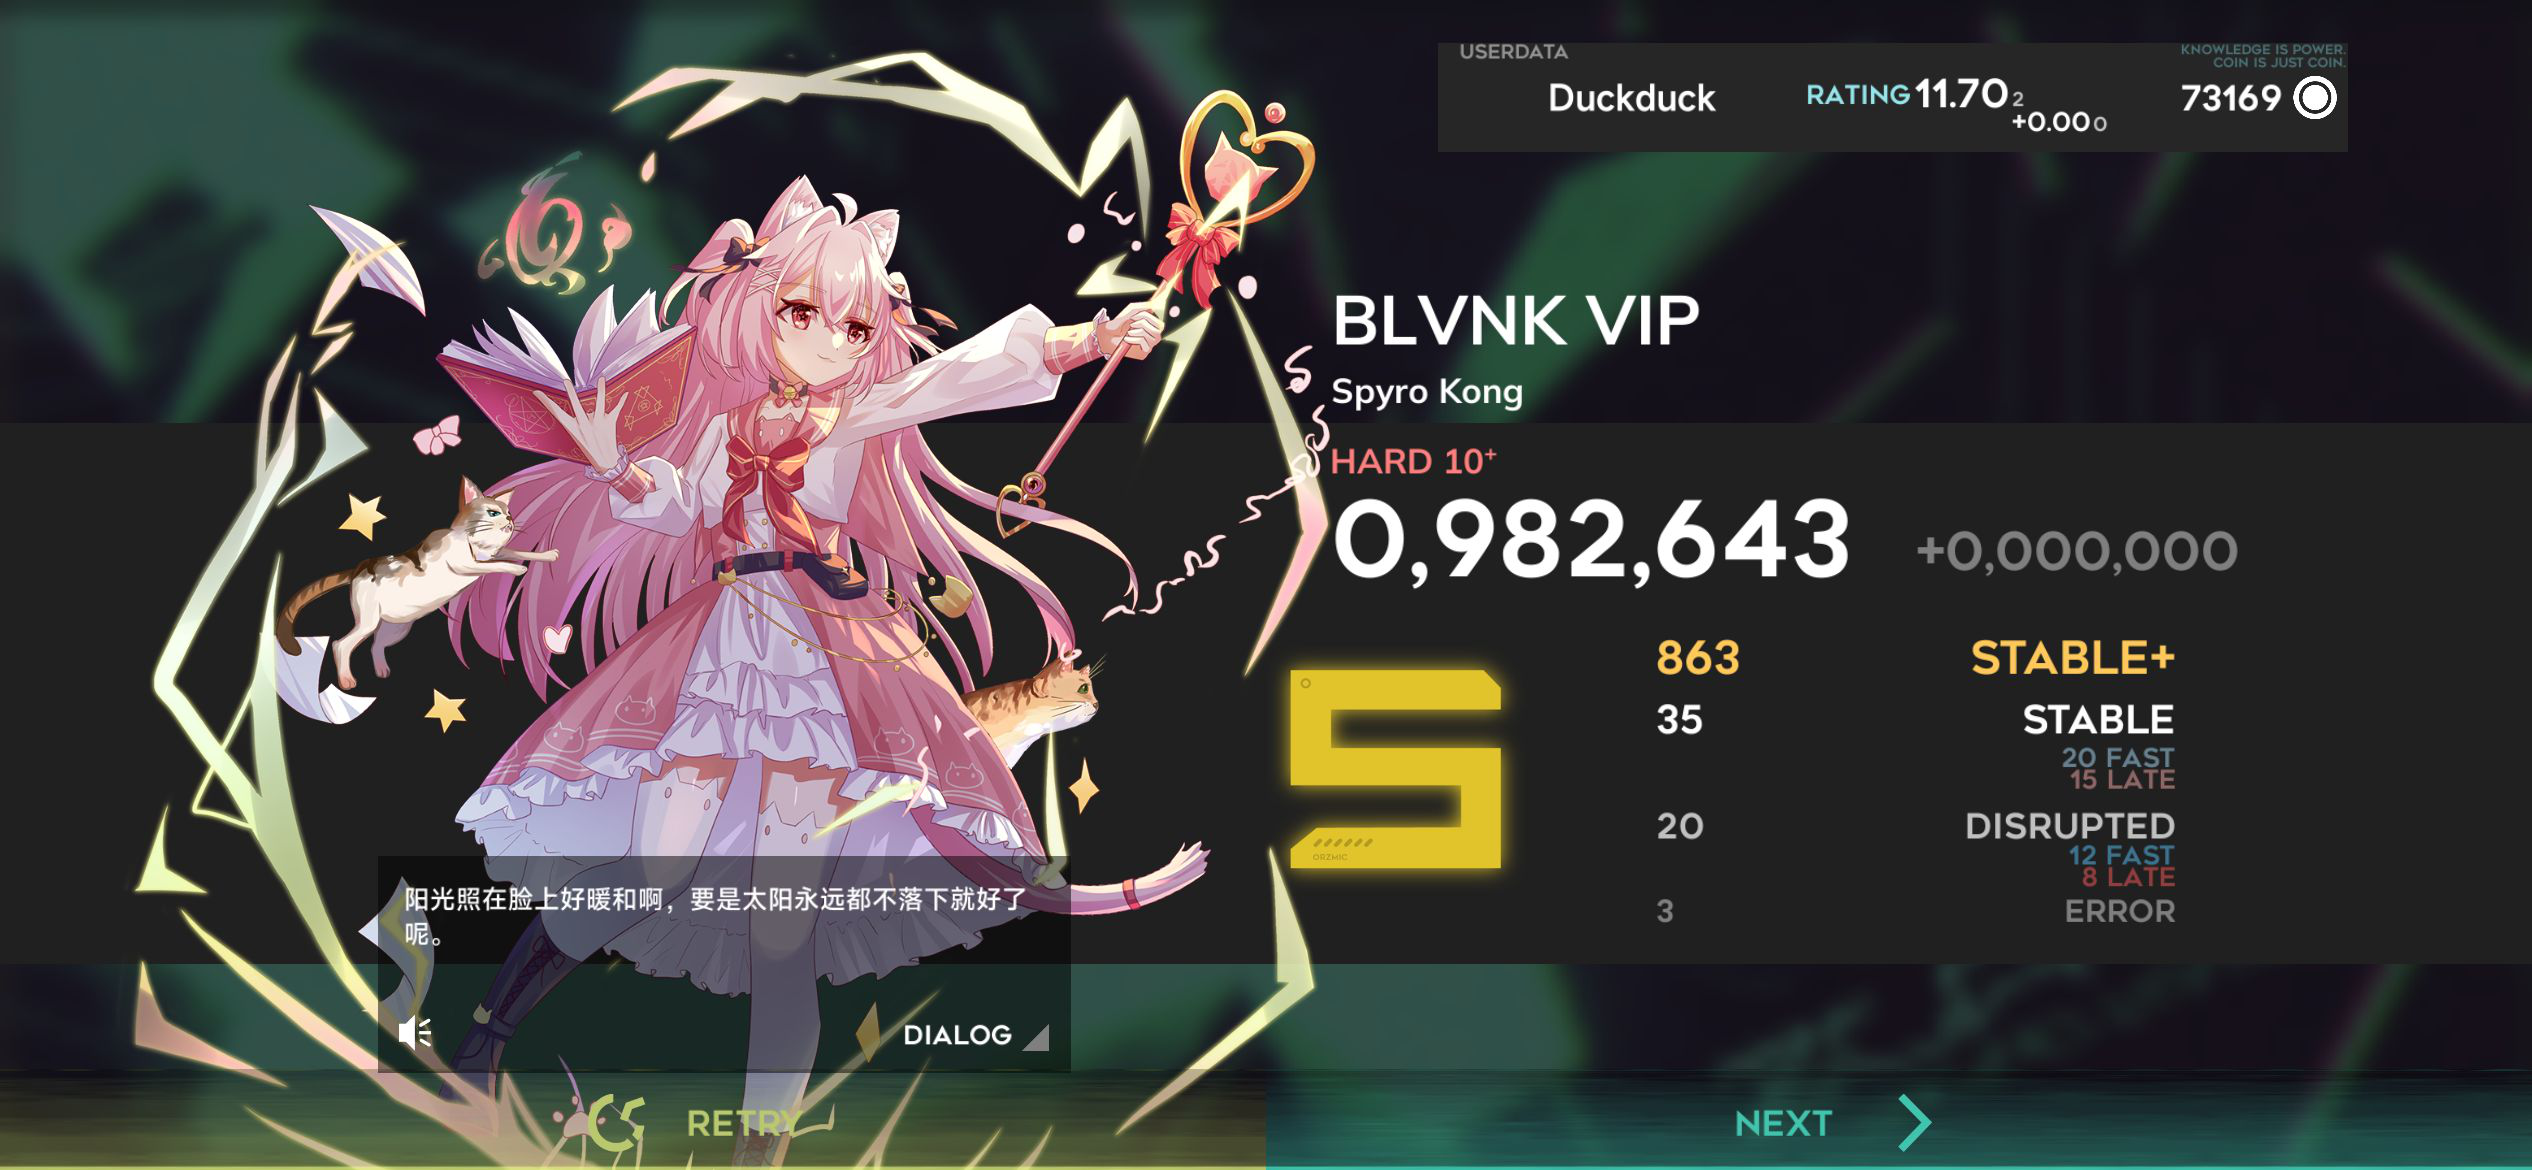 USERDATA
KNOWLEDGE IS POWER.
COIN IS JUST COIN.
Duckduck
RATING 11.702
+0.000
73169
BLVNK VIP
Spyro Kong
HARD 10+
0,982,643
+0,000,000
863 STABLE+
35 STABLE
20 FAST
15 LATE
20 DISRUPTED
12 FAST
8 LATE
3 ERROR
ORZMIC
阳光照在脸上好暖和啊，要是太阳永远都不落下就好了
呢。
DIALOG
RETRY
NEXT